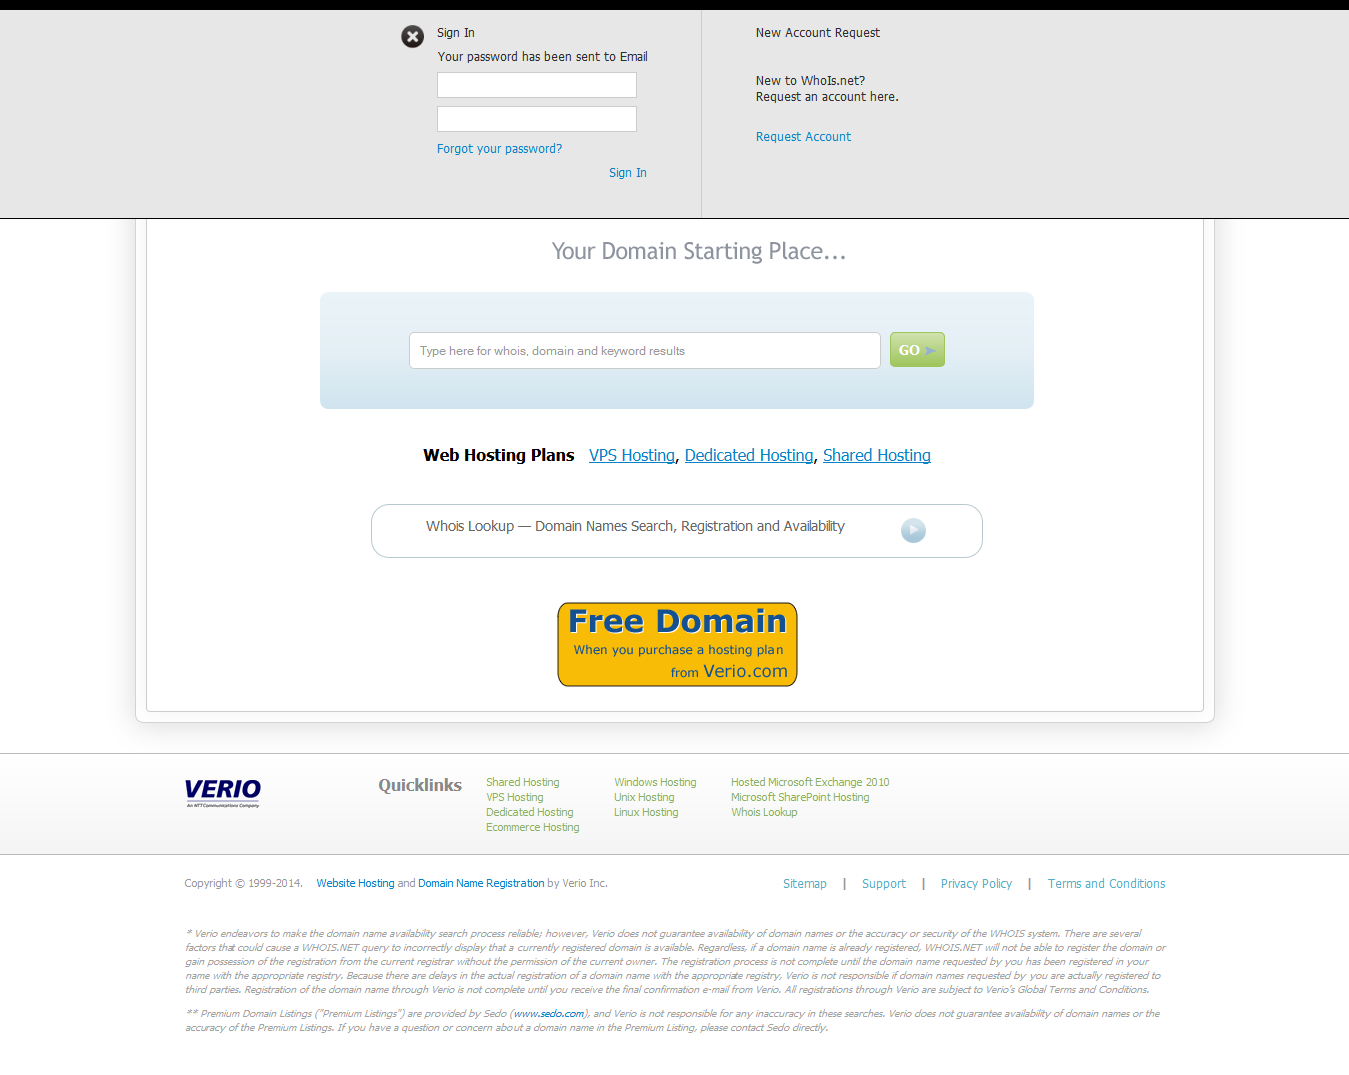 Sign In
Your password has been sent to Email
Forgot your password?
Sign In
New Account Request
New to WhoIs.net?
Request an account here.
Request Account
Your Domain Starting Place...
Type here for whois, domain and keyword results
GO
Web Hosting Plans VPS Hosting, Dedicated Hosting, Shared Hosting
Whois Lookup — Domain Names Search, Registration and Availability
Free Domain
When you purchase a hosting plan
from Verio.com
VERIO
An NTT Communications Company
Quicklinks
Shared Hosting
VPS Hosting
Dedicated Hosting
Ecommerce Hosting
Windows Hosting
Unix Hosting
Linux Hosting
Hosted Microsoft Exchange 2010
Microsoft SharePoint Hosting
Whois Lookup
Copyright © 1999-2014. Website Hosting and Domain Name Registration by Verio Inc.
Sitemap | Support | Privacy Policy | Terms and Conditions
* Verio endeavors to make the domain name availability search process reliable; however, Verio does not guarantee availability of domain names or the accuracy or security of the WHOIS system. There are several
factors that could cause a WHOIS.NET query to incorrectly display that a currently registered domain is available. Regardless, if a domain name is already registered, WHOIS.NET will not be able to register the domain or
gain possession of the registration from the current registrar without the permission of the current owner. The registration process is not complete until the domain name requested by you has been registered in your
name with the appropriate registry. Because there are delays in the actual registration of a domain name with the appropriate registry, Verio is not responsible if domain names requested by you are actually registered to
third parties. Registration of the domain name through Verio is not complete until you receive the final confirmation e-mail from Verio. All registrations through Verio are subject to Verio's Global Terms and Conditions.
** Premium Domain Listings ("Premium Listings") are provided by Sedo (www.sedo.com), and Verio is not responsible for any inaccuracy in these searches. Verio does not guarantee availability of domain names or the
accuracy of the Premium Listings. If you have a question or concern about a domain name in the Premium Listing, please contact Sedo directly.